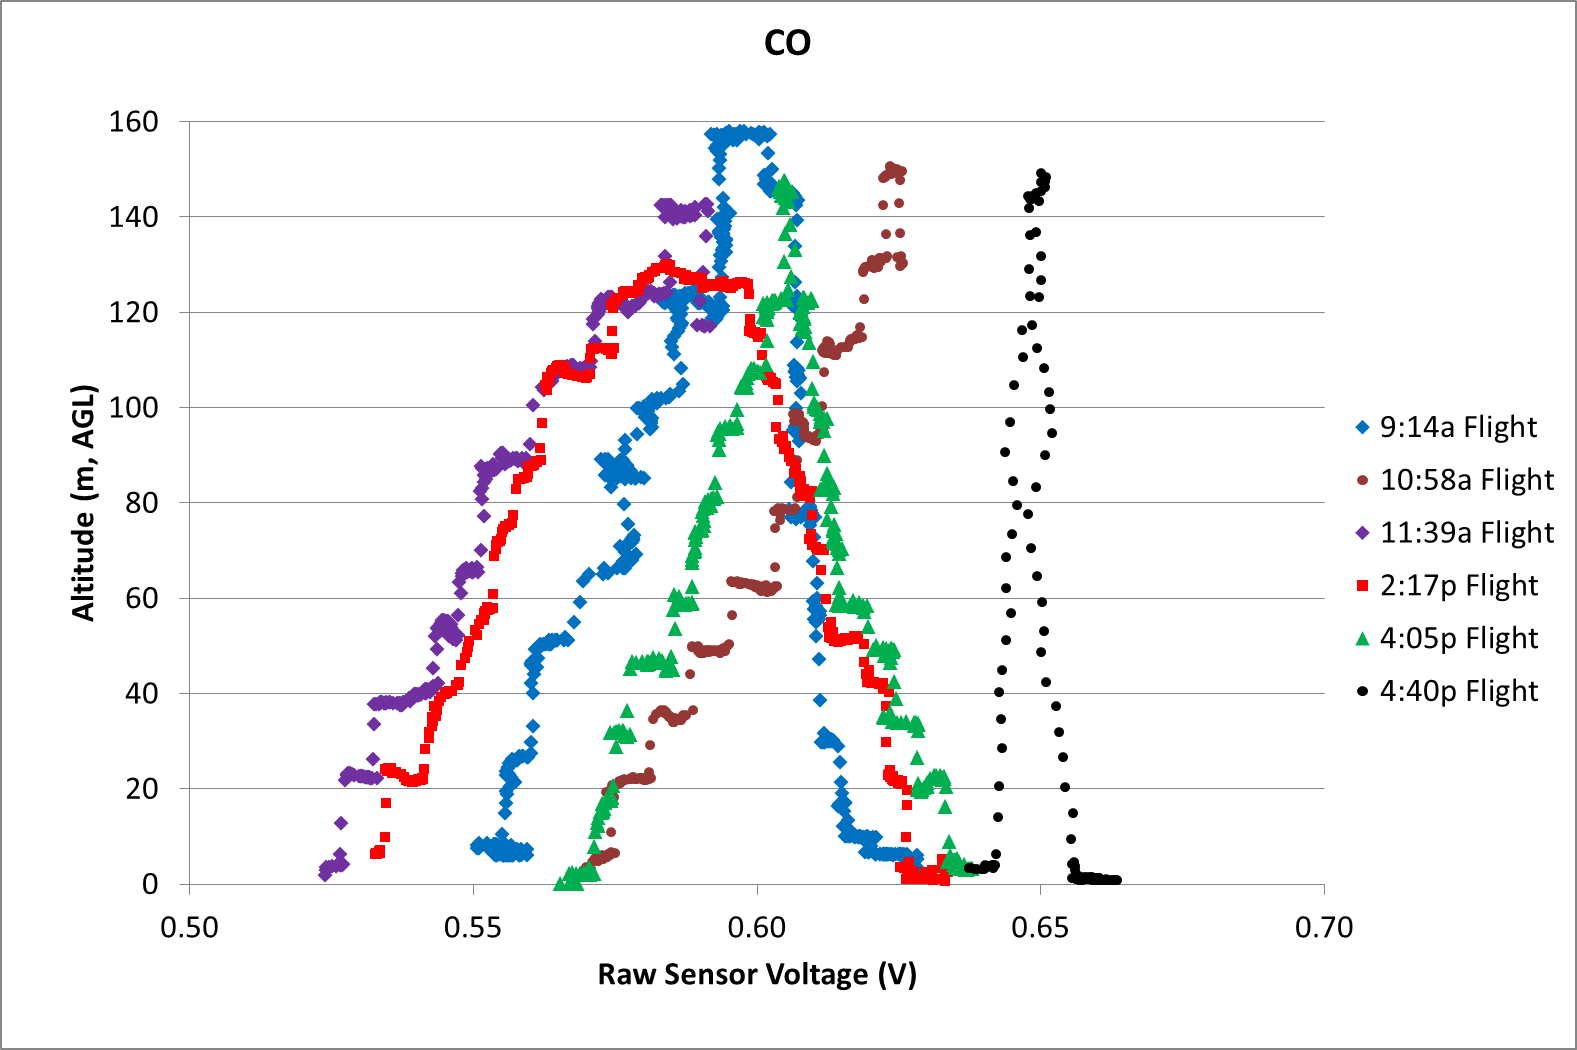 CO
160
140
120
100
80
60
40
20
0
Altitude (m, AGL)
0.50 0.55 0.60 0.65 0.70
Raw Sensor Voltage (V)
9:14a Flight
10:58a Flight
11:39a Flight
2:17p Flight
4:05p Flight
4:40p Flight